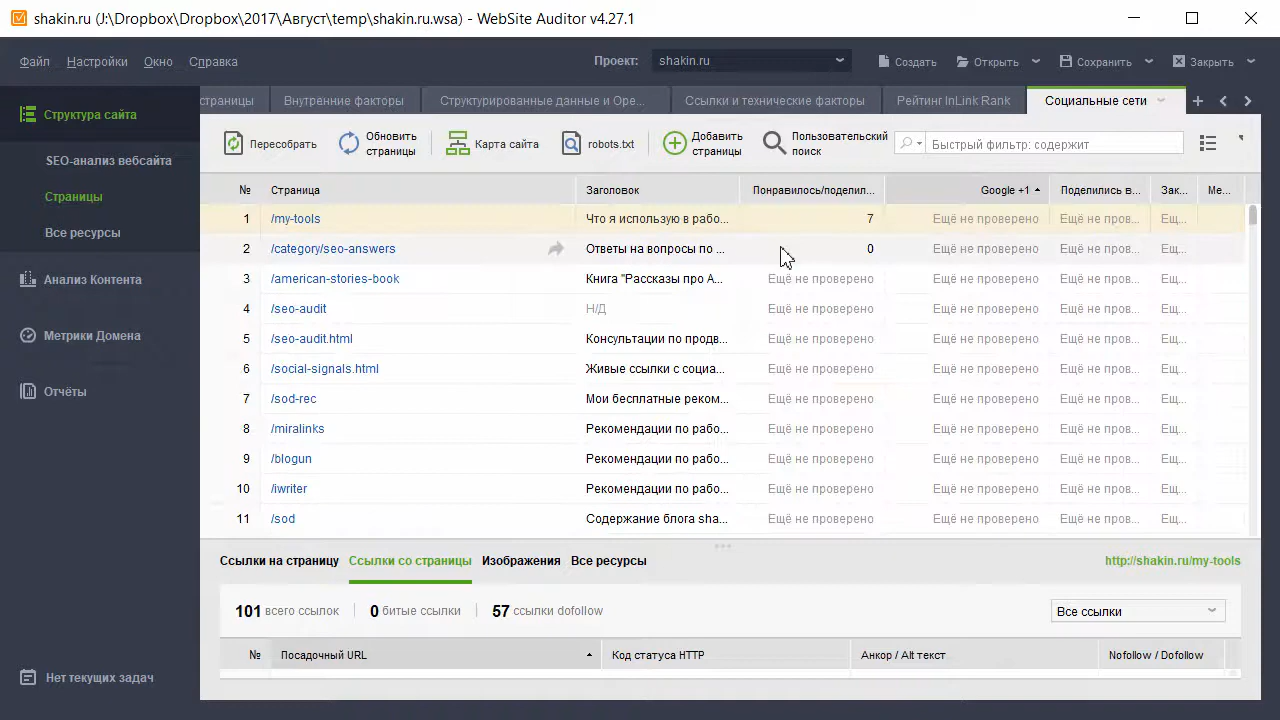 shakin.ru (J:\Dropbox\Dropbox\2017\Август\temp\shakin.ru.wsa) - WebSite Auditor v4.27.1
Файл Настройки Окно Справка Проект: shakin.ru Создать Открыть Сохранить Закрыть
Структура сайта
SEO-анализ вебсайта
Страницы
Все ресурсы
Анализ Контента
Метрики Домена
Отчёты
Нет текущих задач
страницы Внутренние факторы Структурированные данные и Оре... Ссылки и технические факторы Рейтинг InLink Rank Социальные сети
Пересобрать Обновить страницы Карта сайта robots.txt Добавить страницы Пользовательский поиск Быстрый фильтр: содержит
№ Страница Заголовок Понравилось/поделил... Google +1 Поделились в... Зак... Ме...
1 /my-tools Что я использую в рабо... 7 Ещё не проверено Ещё не пров... Ещ...
2 /category/seo-answers Ответы на вопросы по ... 0 Ещё не проверено Ещё не пров... Ещ...
3 /american-stories-book Книга "Рассказы про А... Ещё не проверено Ещё не проверено Ещё не пров... Ещ...
4 /seo-audit Н/Д Ещё не проверено Ещё не проверено Ещё не пров... Ещ...
5 /seo-audit.html Консультации по продв... Ещё не проверено Ещё не проверено Ещё не пров... Ещ...
6 /social-signals.html Живые ссылки с социа... Ещё не проверено Ещё не проверено Ещё не пров... Ещ...
7 /sod-rec Мои бесплатные реком... Ещё не проверено Ещё не проверено Ещё не пров... Ещ...
8 /miralinks Рекомендации по рабо... Ещё не проверено Ещё не проверено Ещё не пров... Ещ...
9 /blogun Рекомендации по рабо... Ещё не проверено Ещё не проверено Ещё не пров... Ещ...
10 /iwriter Рекомендации по рабо... Ещё не проверено Ещё не проверено Ещё не пров... Ещ...
11 /sod Содержание блога sha... Ещё не проверено Ещё не проверено Ещё не пров... Ещ...
Ссылки на страницу Ссылки со страницы Изображения Все ресурсы http://shakin.ru/my-tools
101 всего ссылок 0 битые ссылки 57 ссылки dofollow Все ссылки
№ Посадочный URL Код статуса HTTP Анкор / Alt текст Nofollow / Dofollow